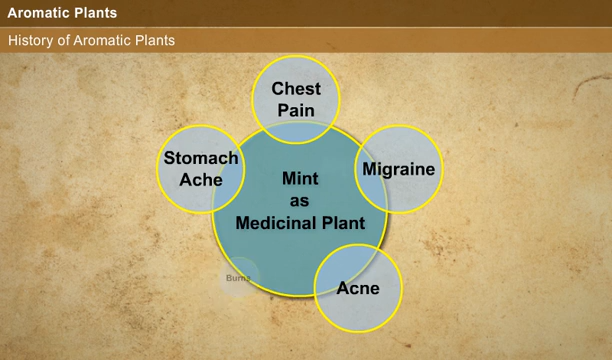 Aromatic Plants
History of Aromatic Plants
Chest
Pain
Stomach
Ache
Migraine
Mint
as
Medicinal Plant
Burns
Acne